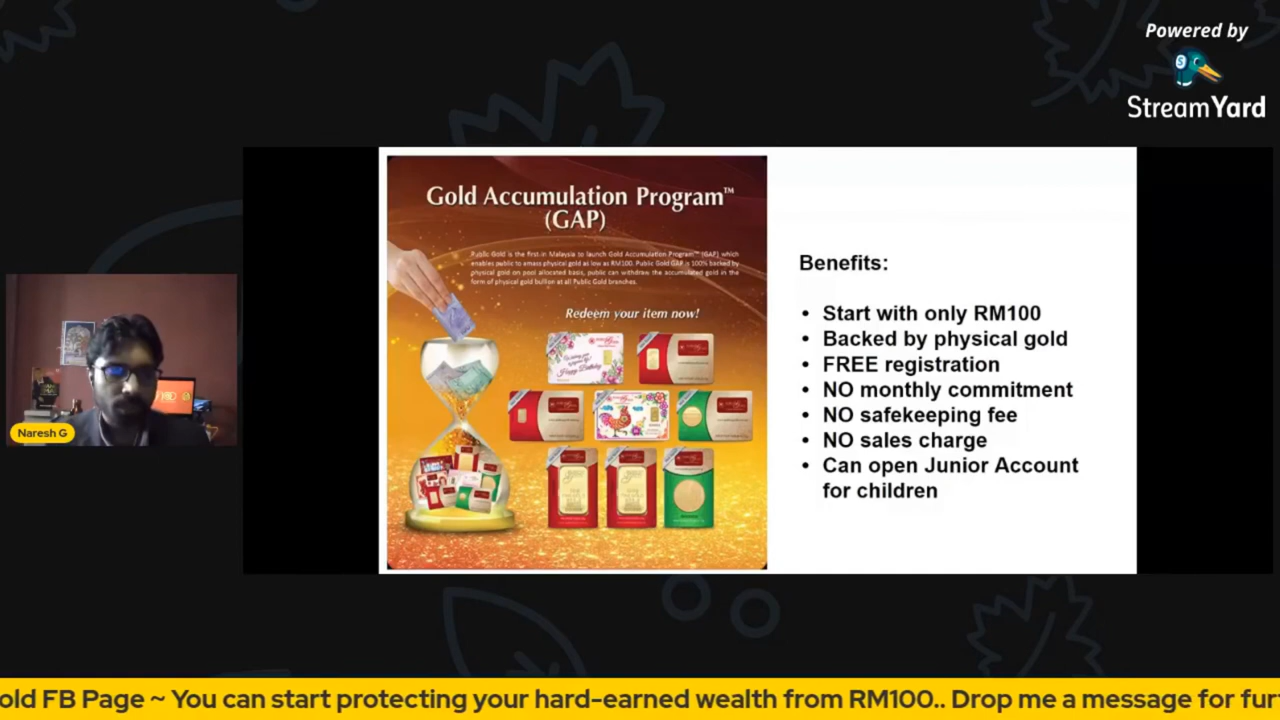 Powered by
StreamYard
Gold Accumulation Program™
(GAP)
Public Gold is the first in Malaysia to launch Gold Accumulation Program™ (GAP) which
enables public to amass physical gold as low as RM100. Public Gold GAP is 100% backed by
physical gold on pool allocated basis, public can withdraw the accumulated gold in the
form of physical gold bullion at all Public Gold branches.
Redeem your item now!
Happy Birthday
Benefits:
• Start with only RM100
• Backed by physical gold
• FREE registration
• NO monthly commitment
• NO safekeeping fee
• NO sales charge
• Can open Junior Account
for children
Naresh G
old FB Page ~ You can start protecting your hard-earned wealth from RM100.. Drop me a message for fur